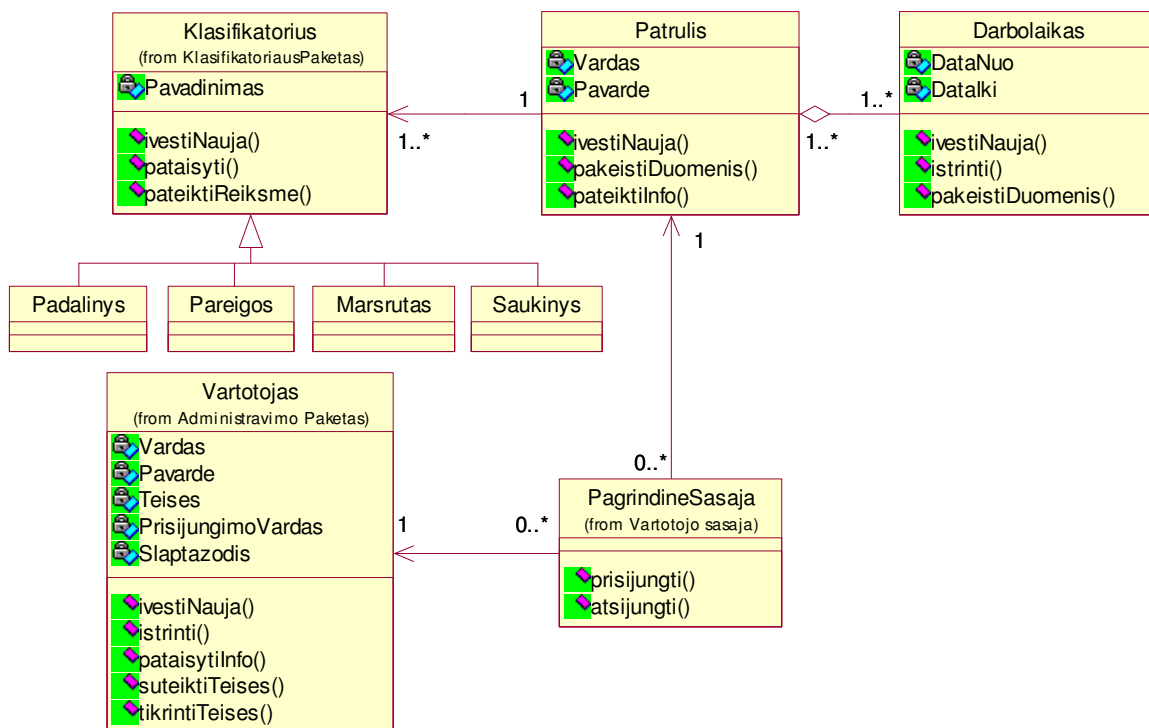 Klasifikatorius
(from KlasifikatoriausPaketas)
Pavadinimas
ivestiNauja()
pataisyti()
pateiktiReiksme()
1
1..*
Patrulis
Vardas
Pavarde
ivestiNauja()
pakeistiDuomenis()
pateiktiInfo()
1..*
1..*
Darbolaikas
DataNuo
DataIki
ivestiNauja()
istrinti()
pakeistiDuomenis()
1
Padalinys
Pareigos
Marsrutas
Saukinys
Vartotojas
(from Administravimo Paketas)
Vardas
Pavarde
Teises
PrisijungimoVardas
Slaptazodis
ivestiNauja()
istrinti()
pataisytiInfo()
suteiktiTeises()
tikrintiTeises()
1
0..*
0..*
PagrindineSasaja
(from Vartotojo sasaja)
prisijungti()
atsijungti()